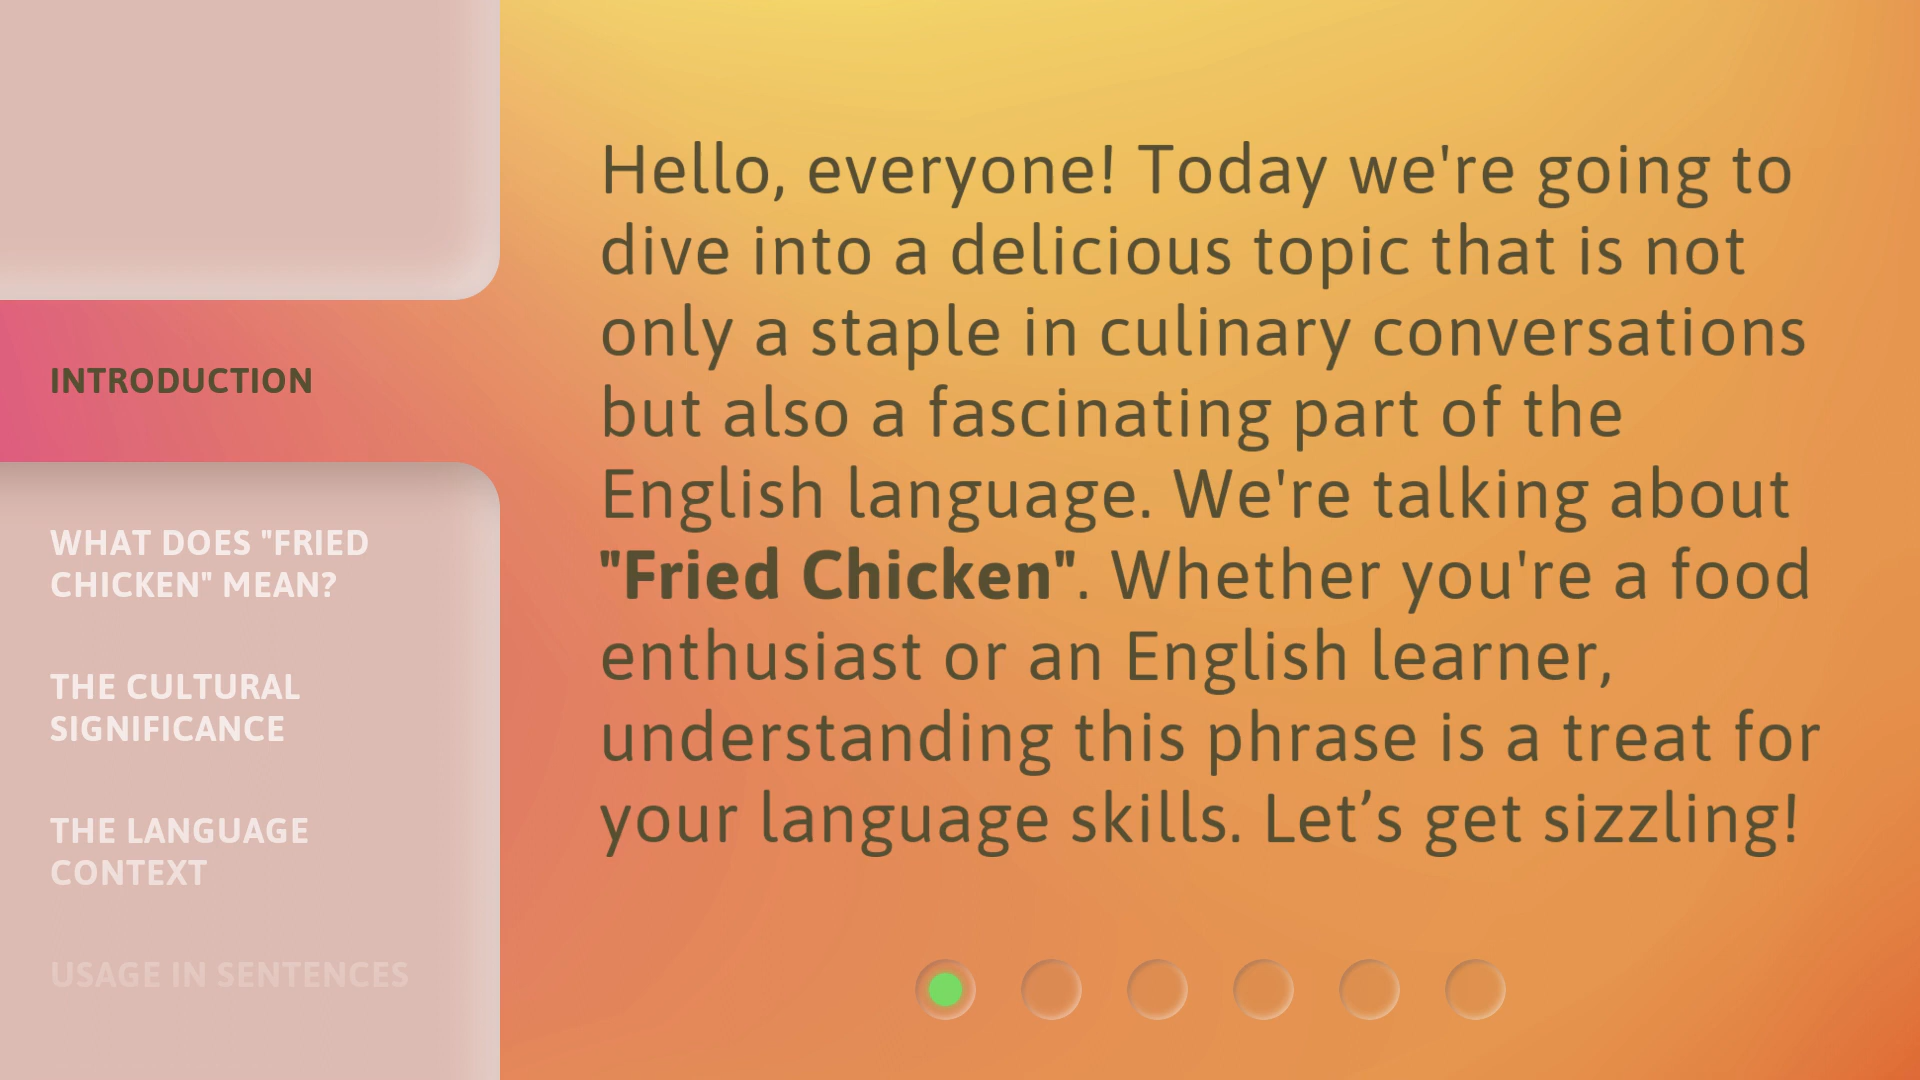 INTRODUCTION
WHAT DOES "FRIED
CHICKEN" MEAN?
THE CULTURAL
SIGNIFICANCE
THE LANGUAGE
CONTEXT
USAGE IN SENTENCES
Hello, everyone! Today we're going to
dive into a delicious topic that is not
only a staple in culinary conversations
but also a fascinating part of the
English language. We're talking about
"Fried Chicken". Whether you're a food
enthusiast or an English learner,
understanding this phrase is a treat for
your language skills. Let’s get sizzling!